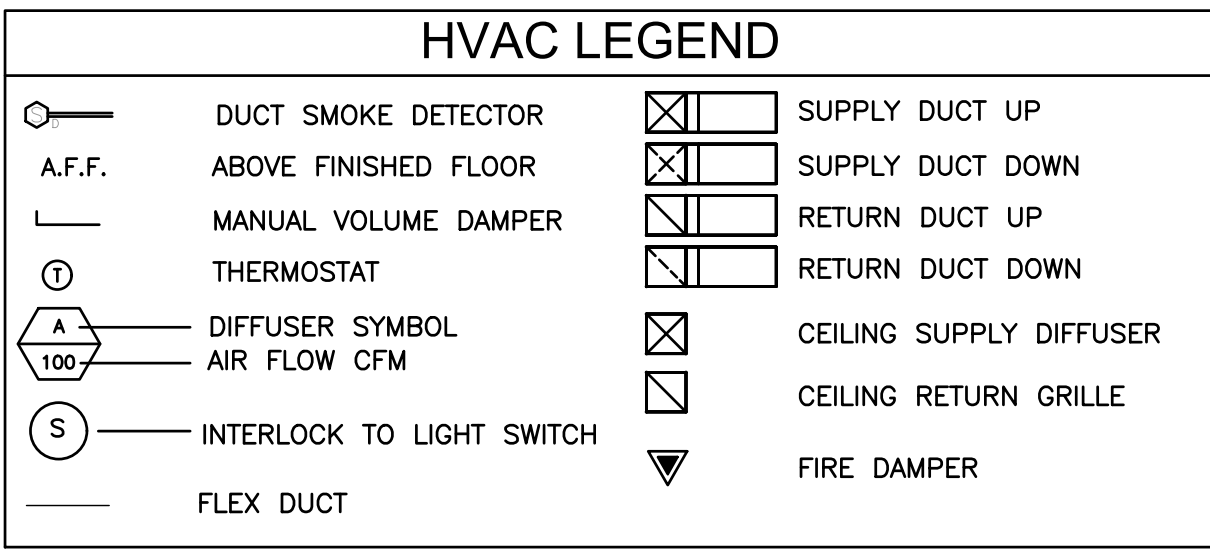 HVAC LEGEND
S D DUCT SMOKE DETECTOR
A.F.F. ABOVE FINISHED FLOOR
MANUAL VOLUME DAMPER
T THERMOSTAT
A DIFFUSER SYMBOL
100 AIR FLOW CFM
S INTERLOCK TO LIGHT SWITCH
FLEX DUCT
SUPPLY DUCT UP
SUPPLY DUCT DOWN
RETURN DUCT UP
RETURN DUCT DOWN
CEILING SUPPLY DIFFUSER
CEILING RETURN GRILLE
FIRE DAMPER